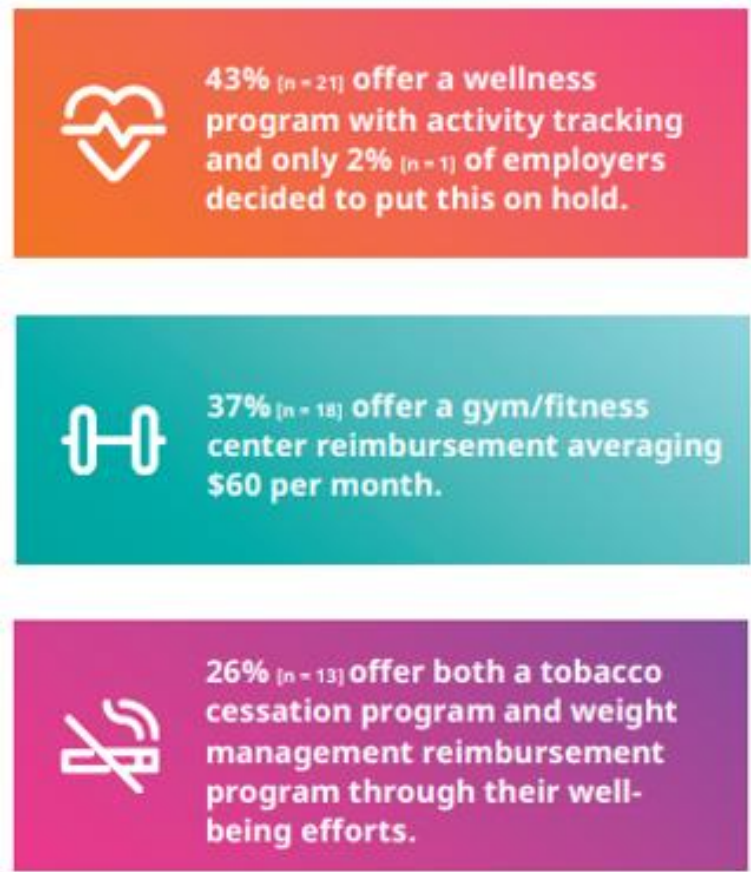 43% [n = 21] offer a wellness
program with activity tracking
and only 2% [n = 1] of employers
decided to put this on hold.
37% [n = 18] offer a gym/fitness
center reimbursement averaging
$60 per month.
26% [n = 13] offer both a tobacco
cessation program and weight
management reimbursement
program through their well-
being efforts.